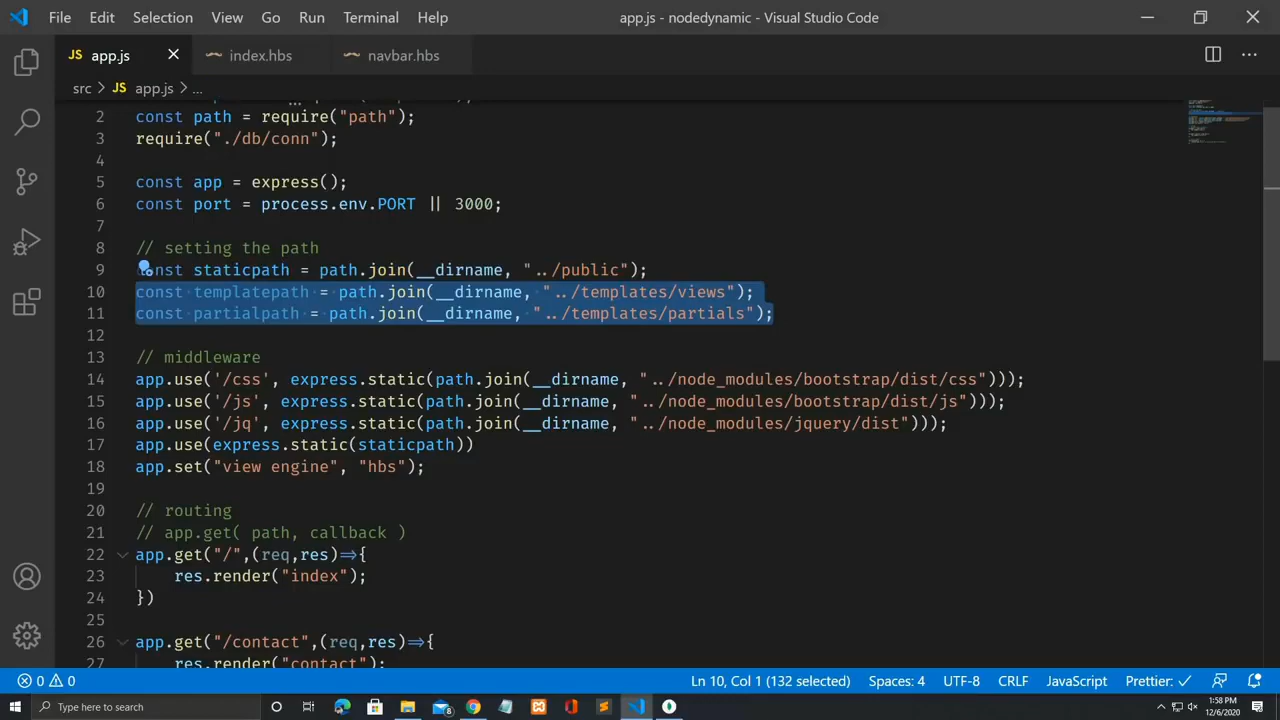 File Edit Selection View Go Run Terminal Help app.js - nodedynamic - Visual Studio Code
JS app.js index.hbs navbar.hbs
src > JS app.js > ...
2 const path = require("path");
3 require("./db/conn");
4
5 const app = express();
6 const port = process.env.PORT || 3000;
7
8 // setting the path
9 const staticpath = path.join(__dirname, "../public");
10 const templatepath = path.join(__dirname, "../templates/views");
11 const partialpath = path.join(__dirname, "../templates/partials");
12
13 // middleware
14 app.use('/css', express.static(path.join(__dirname, "../node_modules/bootstrap/dist/css")));
15 app.use('/js', express.static(path.join(__dirname, "../node_modules/bootstrap/dist/js")));
16 app.use('/jq', express.static(path.join(__dirname, "../node_modules/jquery/dist")));
17 app.use(express.static(staticpath))
18 app.set("view engine", "hbs");
19
20 // routing
21 // app.get( path, callback )
22 app.get("/",(req,res)=>{
23 res.render("index");
24 })
25
26 app.get("/contact",(req,res)=>{
27 res.render("contact");
0 0 Ln 10, Col 1 (132 selected) Spaces: 4 UTF-8 CRLF JavaScript Prettier: ✓
Type here to search 1:58 PM
12/6/2020